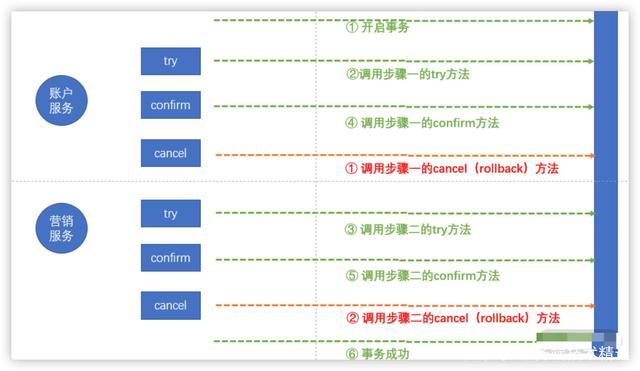 ① 开启事务
try
②调用步骤一的try方法
账户
服务
confirm
④ 调用步骤一的confirm方法
cancel
① 调用步骤一的cancel（rollback）方法
营销
服务
try
③ 调用步骤二的try方法
confirm
⑤ 调用步骤二的confirm方法
cancel
② 调用步骤二的cancel（rollback）方法
⑥ 事务成功